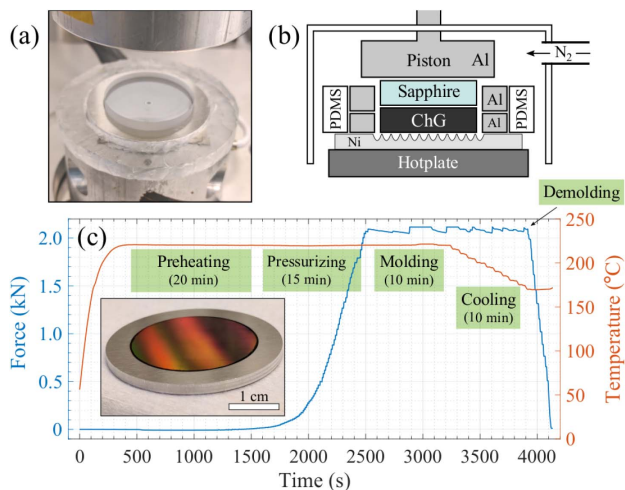 (a)
(b)
Piston
Al
N₂
Sapphire
ChG
PDMS
Al
Al
PDMS
Ni
Hotplate
Demolding
(c)
Preheating
(20 min)
Pressurizing
(15 min)
Molding
(10 min)
Cooling
(10 min)
1 cm
Force (kN)
2.0
1.5
1.0
0.5
0
Temperature (°C)
250
200
150
100
50
0
0 500 1000 1500 2000 2500 3000 3500 4000
Time (s)